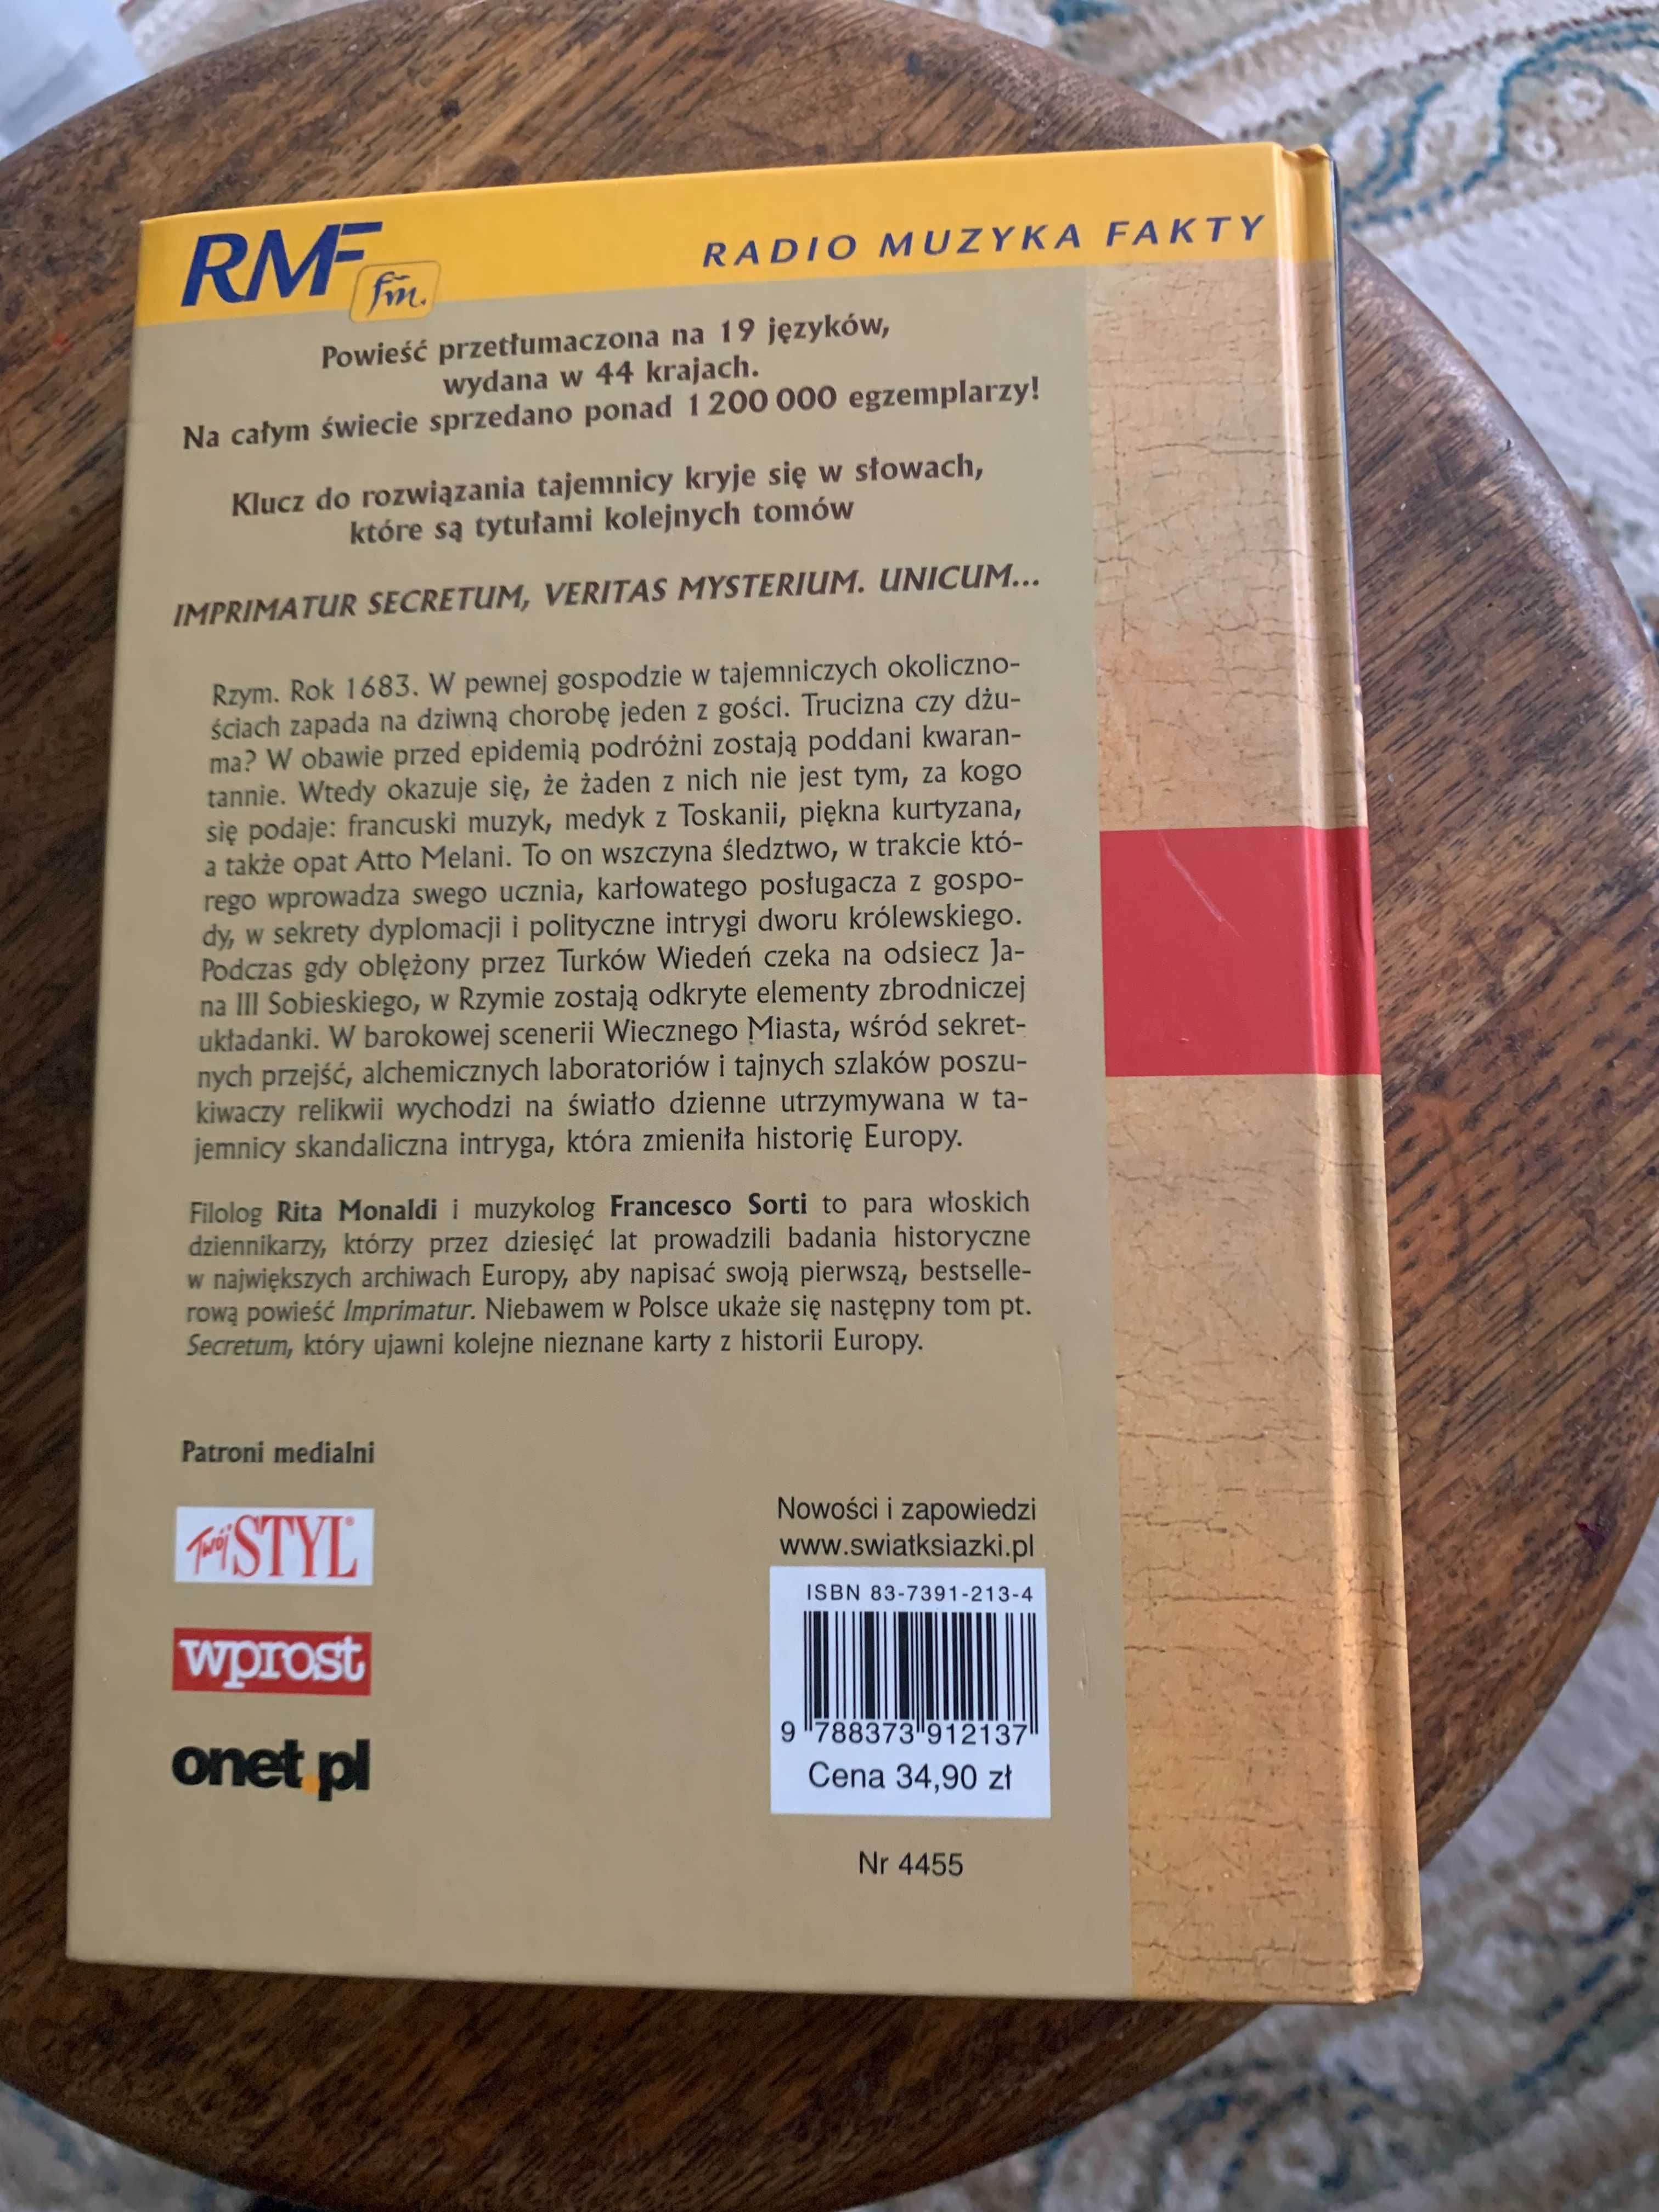 RMF fm.
RADIO MUZYKA FAKTY
Powieść przetłumaczona na 19 języków,
wydana w 44 krajach.
Na całym świecie sprzedano ponad 1 200 000 egzemplarzy!
Klucz do rozwiązania tajemnicy kryje się w słowach,
które są tytułami kolejnych tomów
IMPRIMATUR SECRETUM, VERITAS MYSTERIUM. UNICUM...
Rzym. Rok 1683. W pewnej gospodzie w tajemniczych okoliczno-
ściach zapada na dziwną chorobę jeden z gości. Trucizna czy dżu-
ma? W obawie przed epidemią podróżni zostają poddani kwaran-
tannie. Wtedy okazuje się, że żaden z nich nie jest tym, za kogo
się podaje: francuski muzyk, medyk z Toskanii, piękna kurtyzana,
a także opat Atto Melani. To on wszczyna śledztwo, w trakcie któ-
rego wprowadza swego ucznia, karłowatego posługacza z gospo-
dy, w sekrety dyplomacji i polityczne intrygi dworu królewskiego.
Podczas gdy oblężony przez Turków Wiedeń czeka na odsiecz Ja-
na III Sobieskiego, w Rzymie zostają odkryte elementy zbrodniczej
układanki. W barokowej scenerii Wiecznego Miasta, wśród sekret-
nych przejść, alchemicznych laboratoriów i tajnych szlaków poszu-
kiwaczy relikwii wychodzi na światło dzienne utrzymywana w ta-
jemnicy skandaliczna intryga, która zmieniła historię Europy.
Filolog Rita Monaldi i muzykolog Francesco Sorti to para włoskich
dziennikarzy, którzy przez dziesięć lat prowadzili badania historyczne
w największych archiwach Europy, aby napisać swoją pierwszą, bestselle-
rową powieść Imprimatur. Niebawem w Polsce ukaże się następny tom pt.
Secretum, który ujawni kolejne nieznane karty z historii Europy.
Patroni medialni
Twój STYL®
wprost
onet.pl
Nowości i zapowiedzi
www.swiatksiazki.pl
ISBN 83-7391-213-4
9 788373 912137
Cena 34,90 zł
Nr 4455